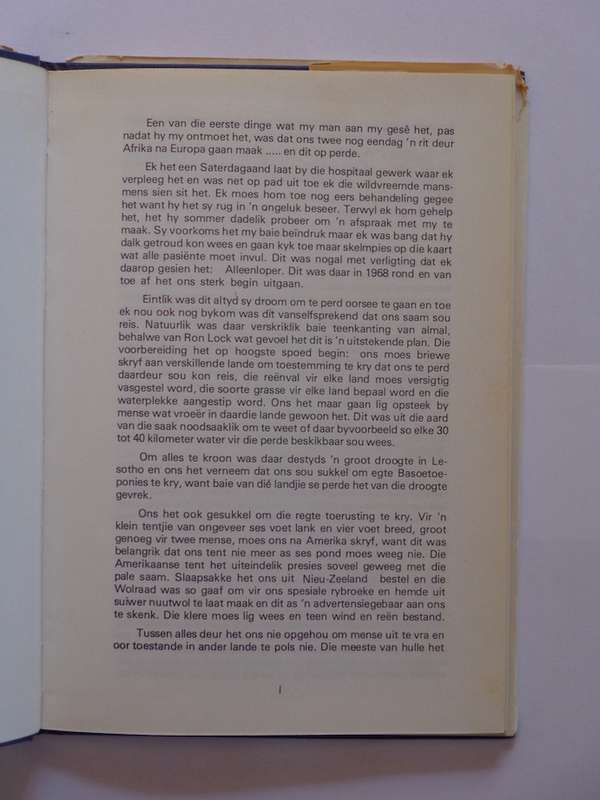 Een van die eerste dinge wat my man aan my gesê het, pas
nadat hy my ontmoet het, was dat ons twee nog eendag 'n rit deur
Afrika na Europa gaan maak ..... en dit op perde.
Ek het een Saterdagaand laat by die hospitaal gewerk waar ek
verpleeg het en was net op pad uit toe ek die wildvreemde mans-
mens sien sit het. Ek moes hom toe nog eers behandeling gegee
het want hy het sy rug in 'n ongeluk beseer. Terwyl ek hom gehelp
het, het hy sommer dadelik probeer om 'n afspraak met my te
maak. Sy voorkoms het my baie beïndruk maar ek was bang dat hy
dalk getroud kon wees en gaan kyk toe maar skelmpies op die kaart
wat alle pasiënte moet invul. Dit was nogal met verligting dat ek
daarop gesien het: Alleenloper. Dit was daar in 1968 rond en van
toe af het ons sterk begin uitgaan.
Eintlik was dit altyd sy droom om te perd oorsee te gaan en toe
ek nou ook nog bykom was dit vanselfsprekend dat ons saam sou
reis. Natuurlik was daar verskriklik baie teenkanting van almal,
behalwe van Ron Lock wat gevoel het dit is 'n uitstekende plan. Die
voorbereiding het op hoogste spoed begin: ons moes briewe
skryf aan verskillende lande om toestemming te kry dat ons te perd
daardeur sou kon reis, die reënval vir elke land moes versigtig
vasgestel word, die soorte grasse vir elke land bepaal word en die
waterplekke aangestip word. Ons het maar gaan lig opsteek by
mense wat vroeër in daardie lande gewoon het. Dit was uit die aard
van die saak noodsaaklik om te weet of daar byvoorbeeld so elke 30
tot 40 kilometer water vir die perde beskikbaar sou wees.
Om alles te kroon was daar destyds 'n groot droogte in Le-
sotho en ons het verneem dat ons sou sukkel om egte Basoetoe-
ponies te kry, want baie van dié landjie se perde het van die droogte
gevrek.
Ons het ook gesukkel om die regte toerusting te kry. Vir 'n
klein tentjie van ongeveer ses voet lank en vier voet breed, groot
genoeg vir twee mense, moes ons na Amerika skryf, want dit was
belangrik dat ons tent nie meer as ses pond moes weeg nie. Die
Amerikaanse tent het uiteindelik presies soveel geweeg met die
pale saam. Slaapsakke het ons uit Nieu-Zeeland bestel en die
Wolraad was so gaaf om vir ons spesiale rybroeke en hemde uit
suiwer nuutwol te laat maak en dit as 'n advertensiegebaar aan ons
te skenk. Die klere moes lig wees en teen wind en reën bestand.
Tussen alles deur het ons nie opgehou om mense uit te vra en
oor toestande in ander lande te pols nie. Die meeste van hulle het
I